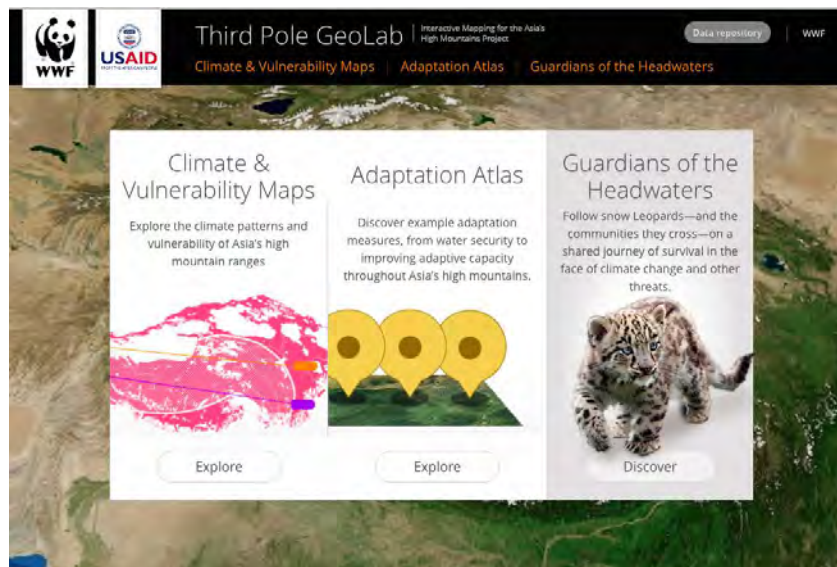 WWF
USAID
FROM THE AMERICAN PEOPLE
Third Pole GeoLab
Interactive Mapping for the Asia's
High Mountains Project
Data repository
WWF
Climate & Vulnerability Maps
Adaptation Atlas
Guardians of the Headwaters
Climate &
Vulnerability Maps
Explore the climate patterns and
vulnerability of Asia's high
mountain ranges
Explore
Adaptation Atlas
Discover example adaptation
measures, from water security to
improving adaptive capacity
throughout Asia's high mountains.
Explore
Guardians of the
Headwaters
Follow snow Leopards—and the
communities they cross—on a
shared journey of survival in the
face of climate change and other
threats.
Discover